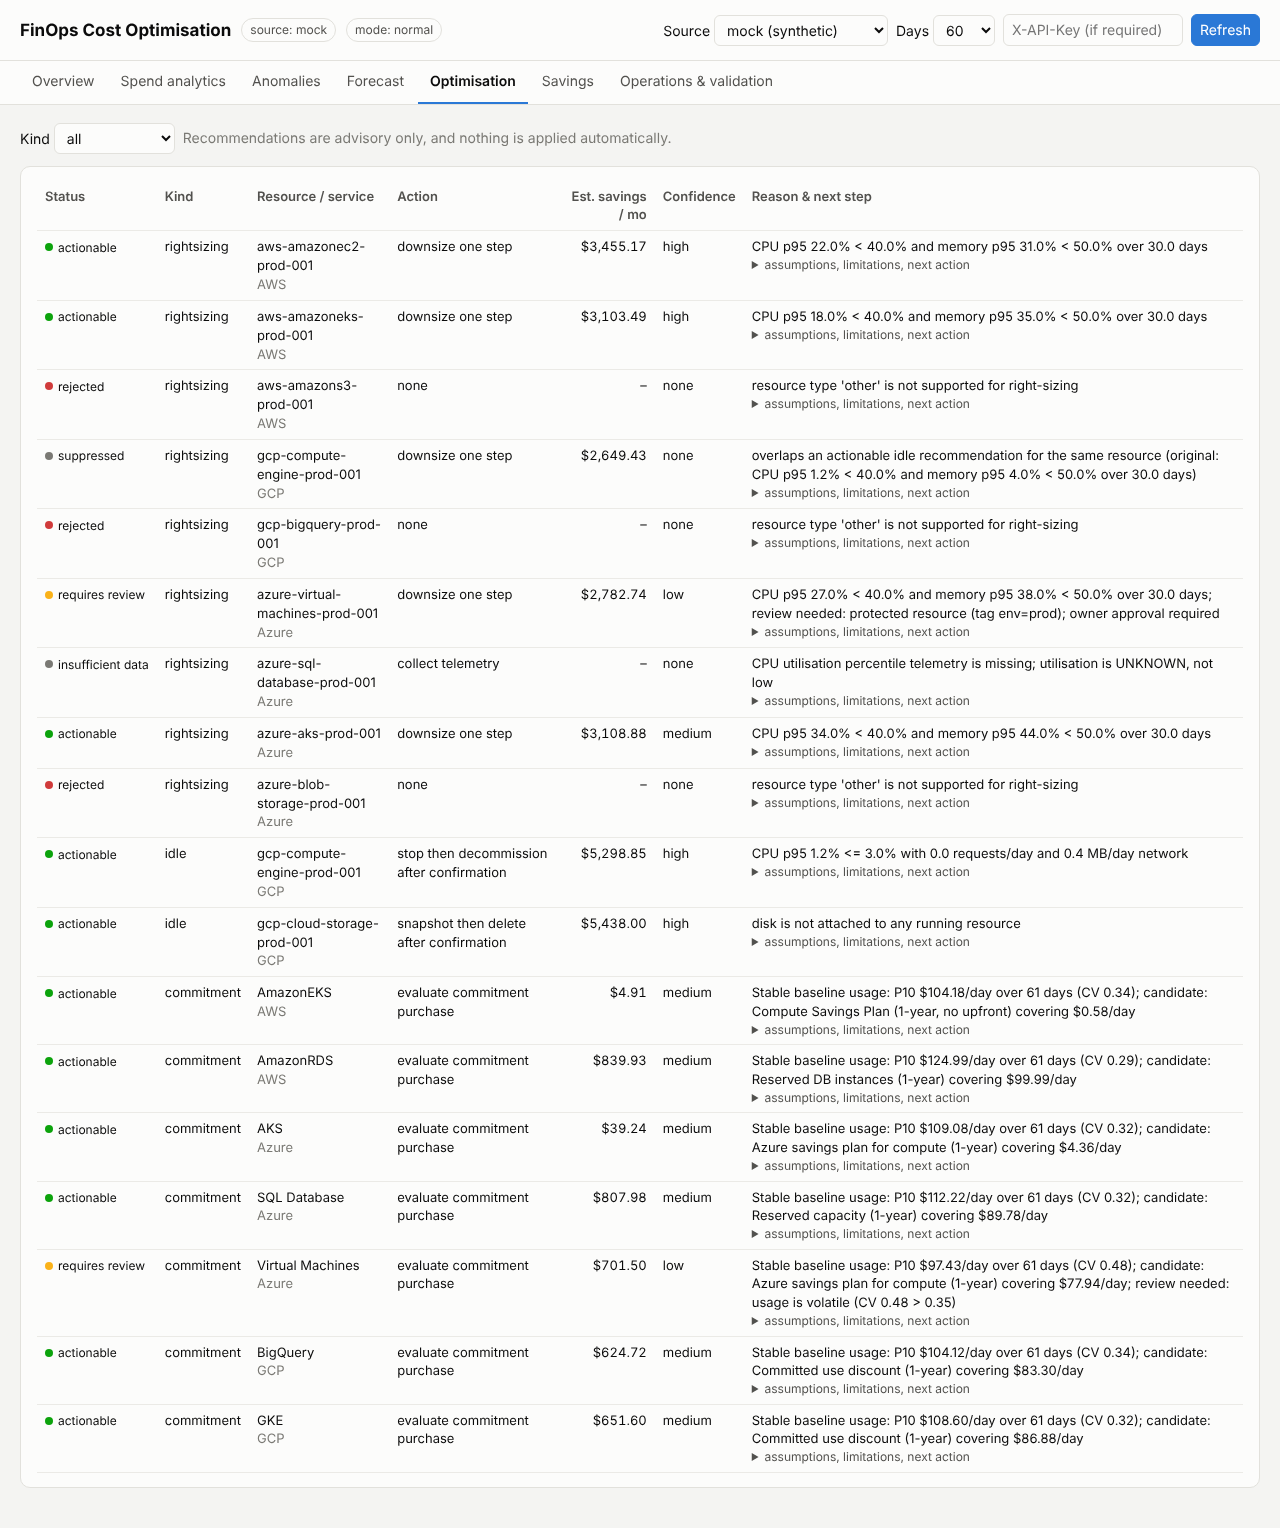 FinOps Cost Optimisation source: mock mode: normal Source mock (synthetic) Days 60 X-API-Key (if required) Refresh
Overview Spend analytics Anomalies Forecast Optimisation Savings Operations & validation
Kind all Recommendations are advisory only, and nothing is applied automatically.
Status Kind Resource / service Action Est. savings / mo Confidence Reason & next step
actionable rightsizing aws-amazonec2- downsize one step $3,455.17 high CPU p95 22.0% < 40.0% and memory p95 31.0% < 50.0% over 30.0 days
prod-001 ▶ assumptions, limitations, next action
AWS
actionable rightsizing aws-amazoneks- downsize one step $3,103.49 high CPU p95 18.0% < 40.0% and memory p95 35.0% < 50.0% over 30.0 days
prod-001 ▶ assumptions, limitations, next action
AWS
rejected rightsizing aws-amazons3- none – none resource type 'other' is not supported for right-sizing
prod-001 ▶ assumptions, limitations, next action
AWS
suppressed rightsizing gcp-compute- downsize one step $2,649.43 none overlaps an actionable idle recommendation for the same resource (original:
engine-prod-001 CPU p95 1.2% < 40.0% and memory p95 4.0% < 50.0% over 30.0 days)
GCP ▶ assumptions, limitations, next action
rejected rightsizing gcp-bigquery-prod- none – none resource type 'other' is not supported for right-sizing
001 ▶ assumptions, limitations, next action
GCP
requires review rightsizing azure-virtual- downsize one step $2,782.74 low CPU p95 27.0% < 40.0% and memory p95 38.0% < 50.0% over 30.0 days;
machines-prod-001 review needed: protected resource (tag env=prod); owner approval required
Azure ▶ assumptions, limitations, next action
insufficient data rightsizing azure-sql- collect telemetry – none CPU utilisation percentile telemetry is missing; utilisation is UNKNOWN, not
database-prod-001 low
Azure ▶ assumptions, limitations, next action
actionable rightsizing azure-aks-prod-001 downsize one step $3,108.88 medium CPU p95 34.0% < 40.0% and memory p95 44.0% < 50.0% over 30.0 days
Azure ▶ assumptions, limitations, next action
rejected rightsizing azure-blob- none – none resource type 'other' is not supported for right-sizing
storage-prod-001 ▶ assumptions, limitations, next action
Azure
actionable idle gcp-compute- stop then decommission $5,298.85 high CPU p95 1.2% <= 3.0% with 0.0 requests/day and 0.4 MB/day network
engine-prod-001 after confirmation ▶ assumptions, limitations, next action
GCP
actionable idle gcp-cloud-storage- snapshot then delete $5,438.00 high disk is not attached to any running resource
prod-001 after confirmation ▶ assumptions, limitations, next action
GCP
actionable commitment AmazonEKS evaluate commitment $4.91 medium Stable baseline usage: P10 $104.18/day over 61 days (CV 0.34); candidate:
AWS purchase Compute Savings Plan (1-year, no upfront) covering $0.58/day
▶ assumptions, limitations, next action
actionable commitment AmazonRDS evaluate commitment $839.93 medium Stable baseline usage: P10 $124.99/day over 61 days (CV 0.29); candidate:
AWS purchase Reserved DB instances (1-year) covering $99.99/day
▶ assumptions, limitations, next action
actionable commitment AKS evaluate commitment $39.24 medium Stable baseline usage: P10 $109.08/day over 61 days (CV 0.32); candidate:
Azure purchase Azure savings plan for compute (1-year) covering $4.36/day
▶ assumptions, limitations, next action
actionable commitment SQL Database evaluate commitment $807.98 medium Stable baseline usage: P10 $112.22/day over 61 days (CV 0.32); candidate:
Azure purchase Reserved capacity (1-year) covering $89.78/day
▶ assumptions, limitations, next action
requires review commitment Virtual Machines evaluate commitment $701.50 low Stable baseline usage: P10 $97.43/day over 61 days (CV 0.48); candidate:
Azure purchase Azure savings plan for compute (1-year) covering $77.94/day; review needed:
usage is volatile (CV 0.48 > 0.35)
▶ assumptions, limitations, next action
actionable commitment BigQuery evaluate commitment $624.72 medium Stable baseline usage: P10 $104.12/day over 61 days (CV 0.34); candidate:
GCP purchase Committed use discount (1-year) covering $83.30/day
▶ assumptions, limitations, next action
actionable commitment GKE evaluate commitment $651.60 medium Stable baseline usage: P10 $108.60/day over 61 days (CV 0.32); candidate:
GCP purchase Committed use discount (1-year) covering $86.88/day
▶ assumptions, limitations, next action